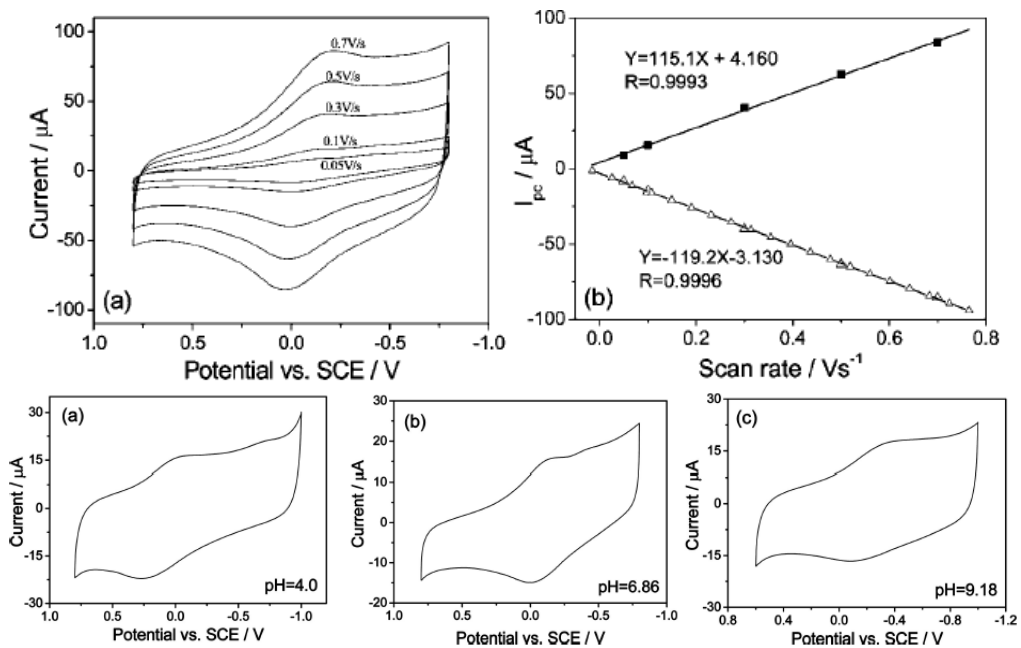 100
50
0
-50
-100
Current / μA
0.7V/s
0.5V/s
0.3V/s
0.1V/s
0.05V/s
(a)
1.0 0.5 0.0 -0.5 -1.0
Potential vs. SCE / V
100
50
0
-50
-100
I_pc / μA
Y=115.1X + 4.160
R=0.9993
Y=-119.2X-3.130
R=0.9996
(b)
0.0 0.2 0.4 0.6 0.8
Scan rate / Vs⁻¹
30
15
0
-15
-30
Current / μA
(a)
pH=4.0
1.0 0.5 0.0 -0.5 -1.0
Potential vs. SCE / V
30
20
10
0
-10
-20
Current / μA
(b)
pH=6.86
1.0 0.5 0.0 -0.5 -1.0
Potential vs. SCE / V
30
15
0
-15
-30
Current / μA
(c)
pH=9.18
0.8 0.4 0.0 -0.4 -0.8 -1.2
Potential vs. SCE / V